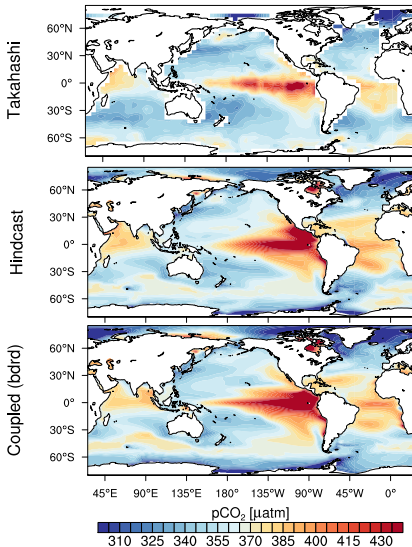 Takahashi
60°N
30°N
0°
30°S
60°S
Hindcast
60°N
30°N
0°
30°S
60°S
Coupled (bdrd)
60°N
30°N
0°
30°S
60°S
45°E 90°E 135°E 180° 135°W 90°W 45°W 0°
pCO₂ [µatm]
310 325 340 355 370 385 400 415 430